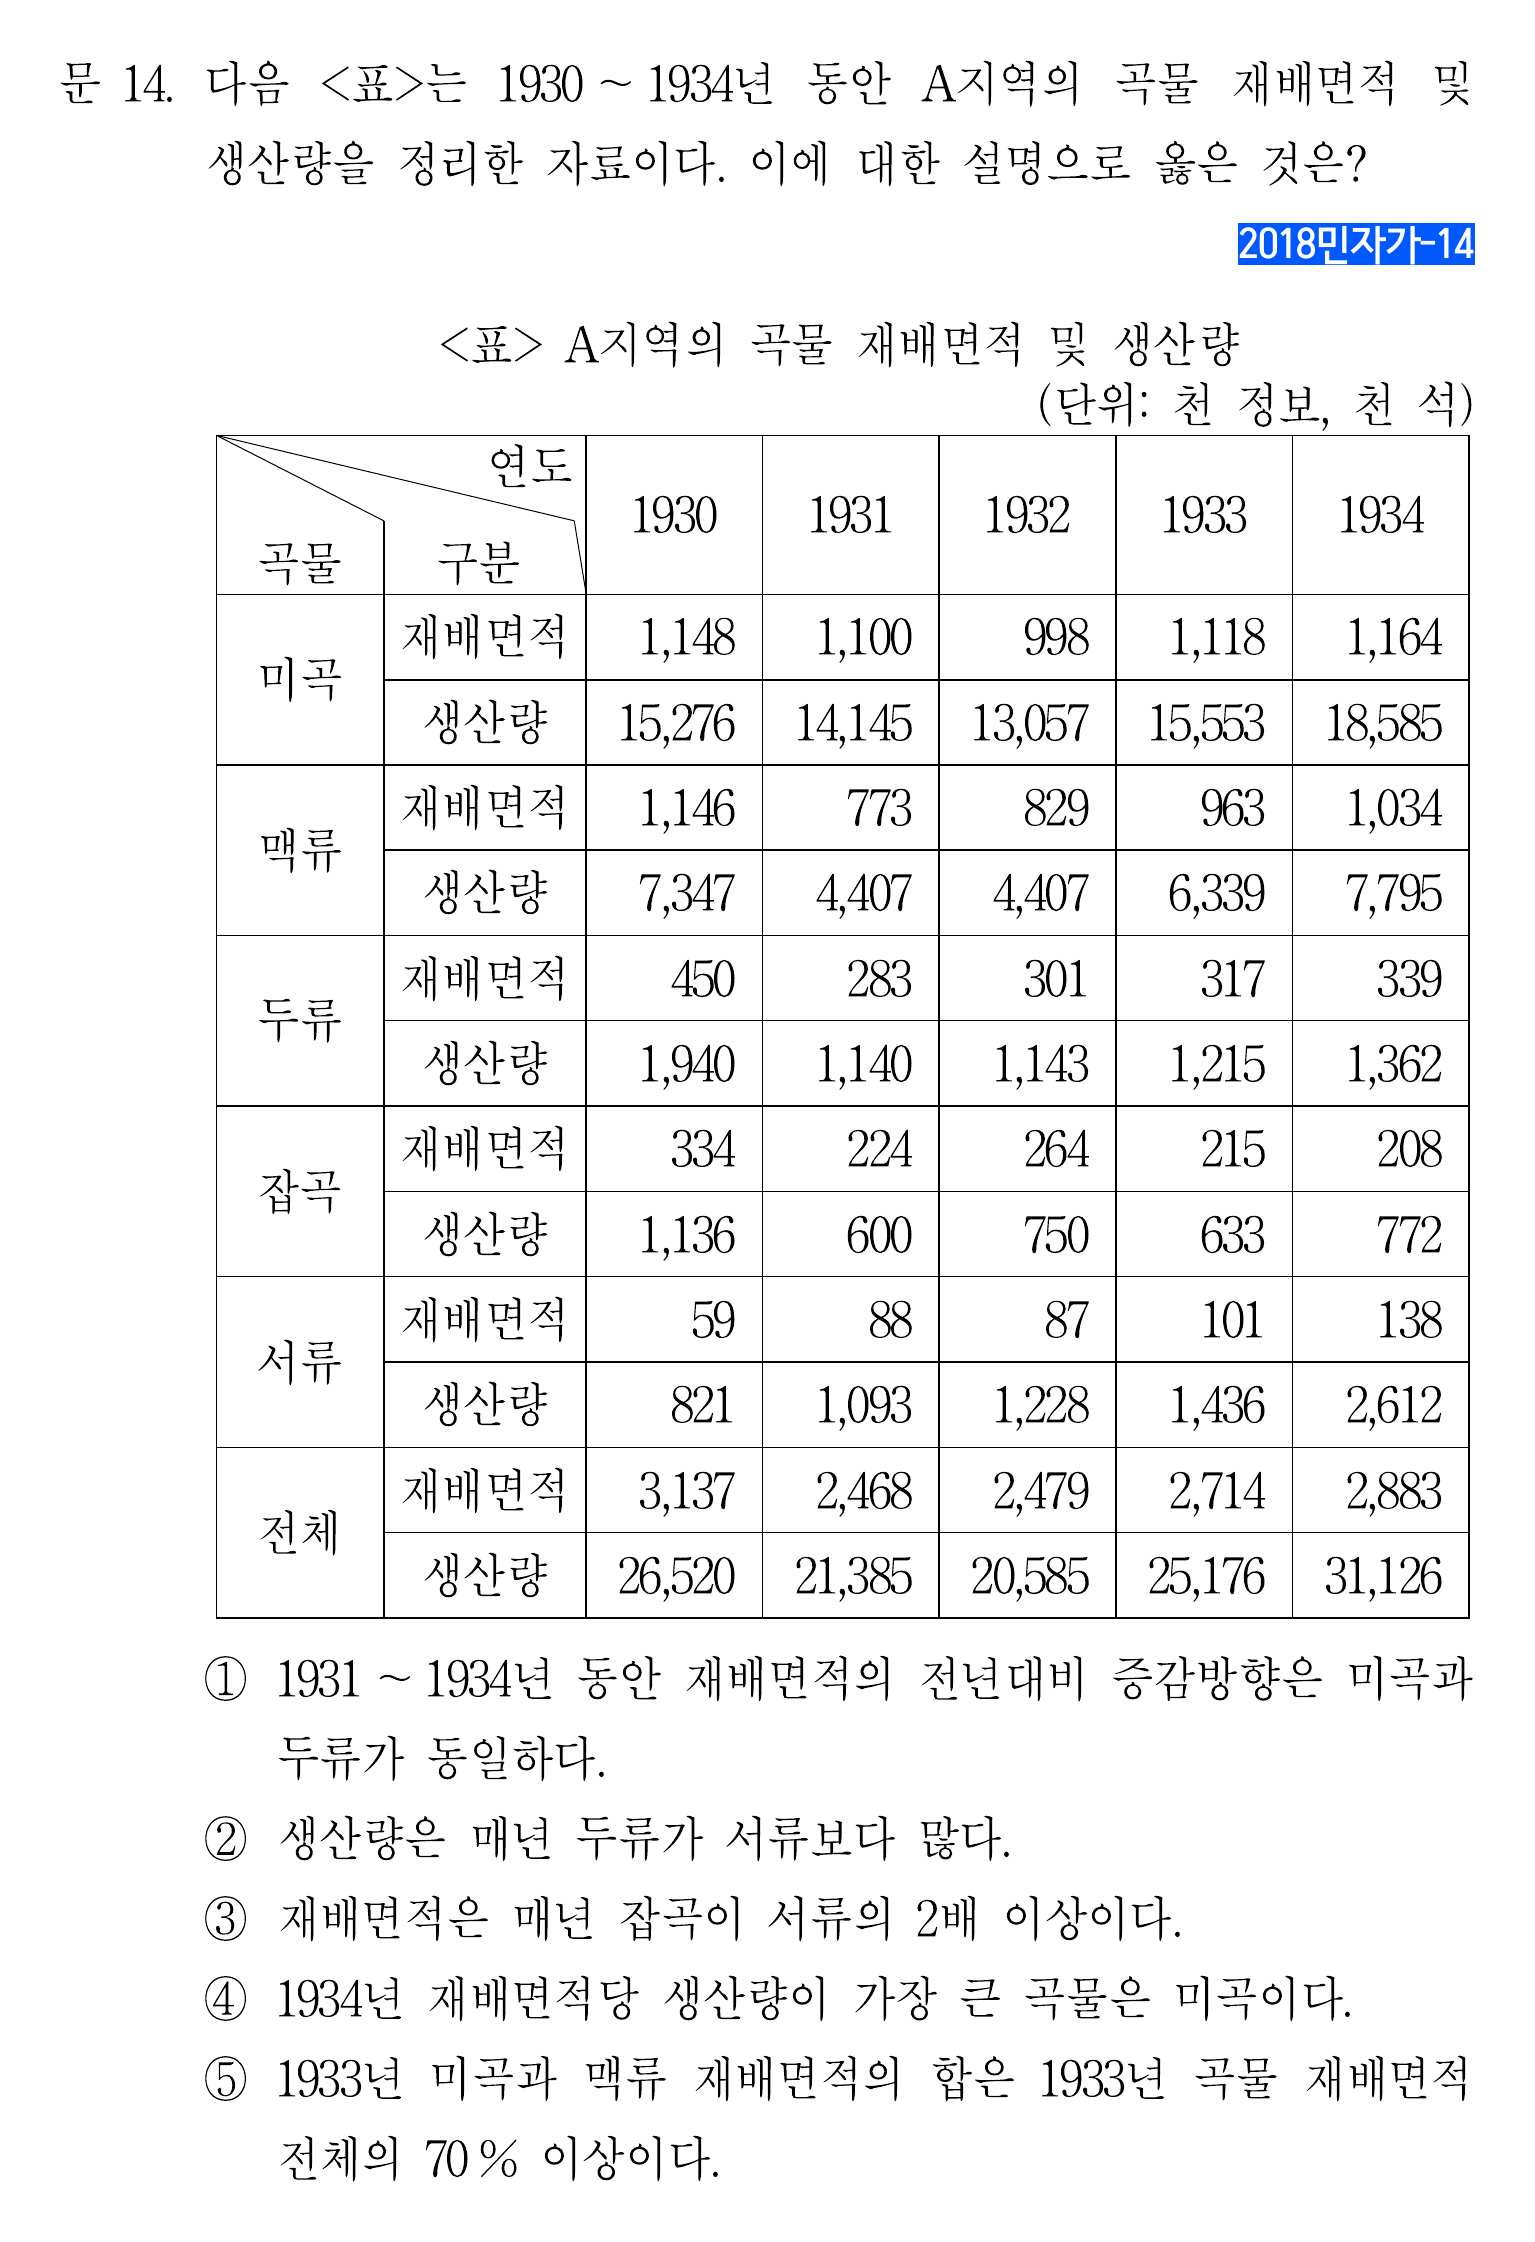 문 14. 다음 <표>는 1930 ~ 1934년 동안 A지역의 곡물 재배면적 및
생산량을 정리한 자료이다. 이에 대한 설명으로 옳은 것은?
2018민자가-14
<표> A지역의 곡물 재배면적 및 생산량
(단위: 천 정보, 천 석)
연도
곡물 구분 1930 1931 1932 1933 1934
미곡 재배면적 1,148 1,100 998 1,118 1,164
생산량 15,276 14,145 13,057 15,553 18,585
맥류 재배면적 1,146 773 829 963 1,034
생산량 7,347 4,407 4,407 6,339 7,795
두류 재배면적 450 283 301 317 339
생산량 1,940 1,140 1,143 1,215 1,362
잡곡 재배면적 334 224 264 215 208
생산량 1,136 600 750 633 772
서류 재배면적 59 88 87 101 138
생산량 821 1,093 1,228 1,436 2,612
전체 재배면적 3,137 2,468 2,479 2,714 2,883
생산량 26,520 21,385 20,585 25,176 31,126
① 1931 ~ 1934년 동안 재배면적의 전년대비 증감방향은 미곡과
두류가 동일하다.
② 생산량은 매년 두류가 서류보다 많다.
③ 재배면적은 매년 잡곡이 서류의 2배 이상이다.
④ 1934년 재배면적당 생산량이 가장 큰 곡물은 미곡이다.
⑤ 1933년 미곡과 맥류 재배면적의 합은 1933년 곡물 재배면적
전체의 70 % 이상이다.